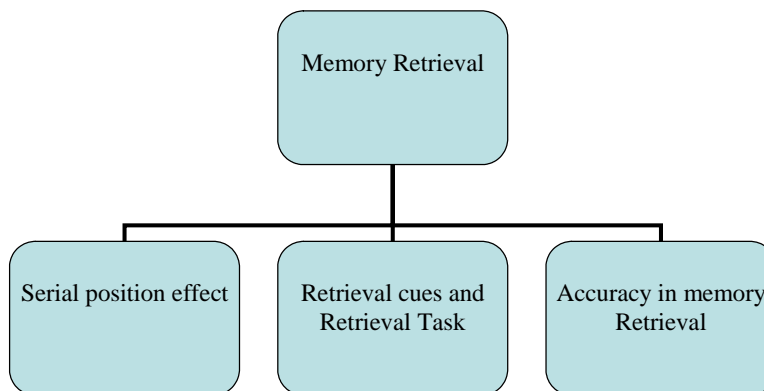 Memory Retrieval
Serial position effect
Retrieval cues and
Retrieval Task
Accuracy in memory
Retrieval